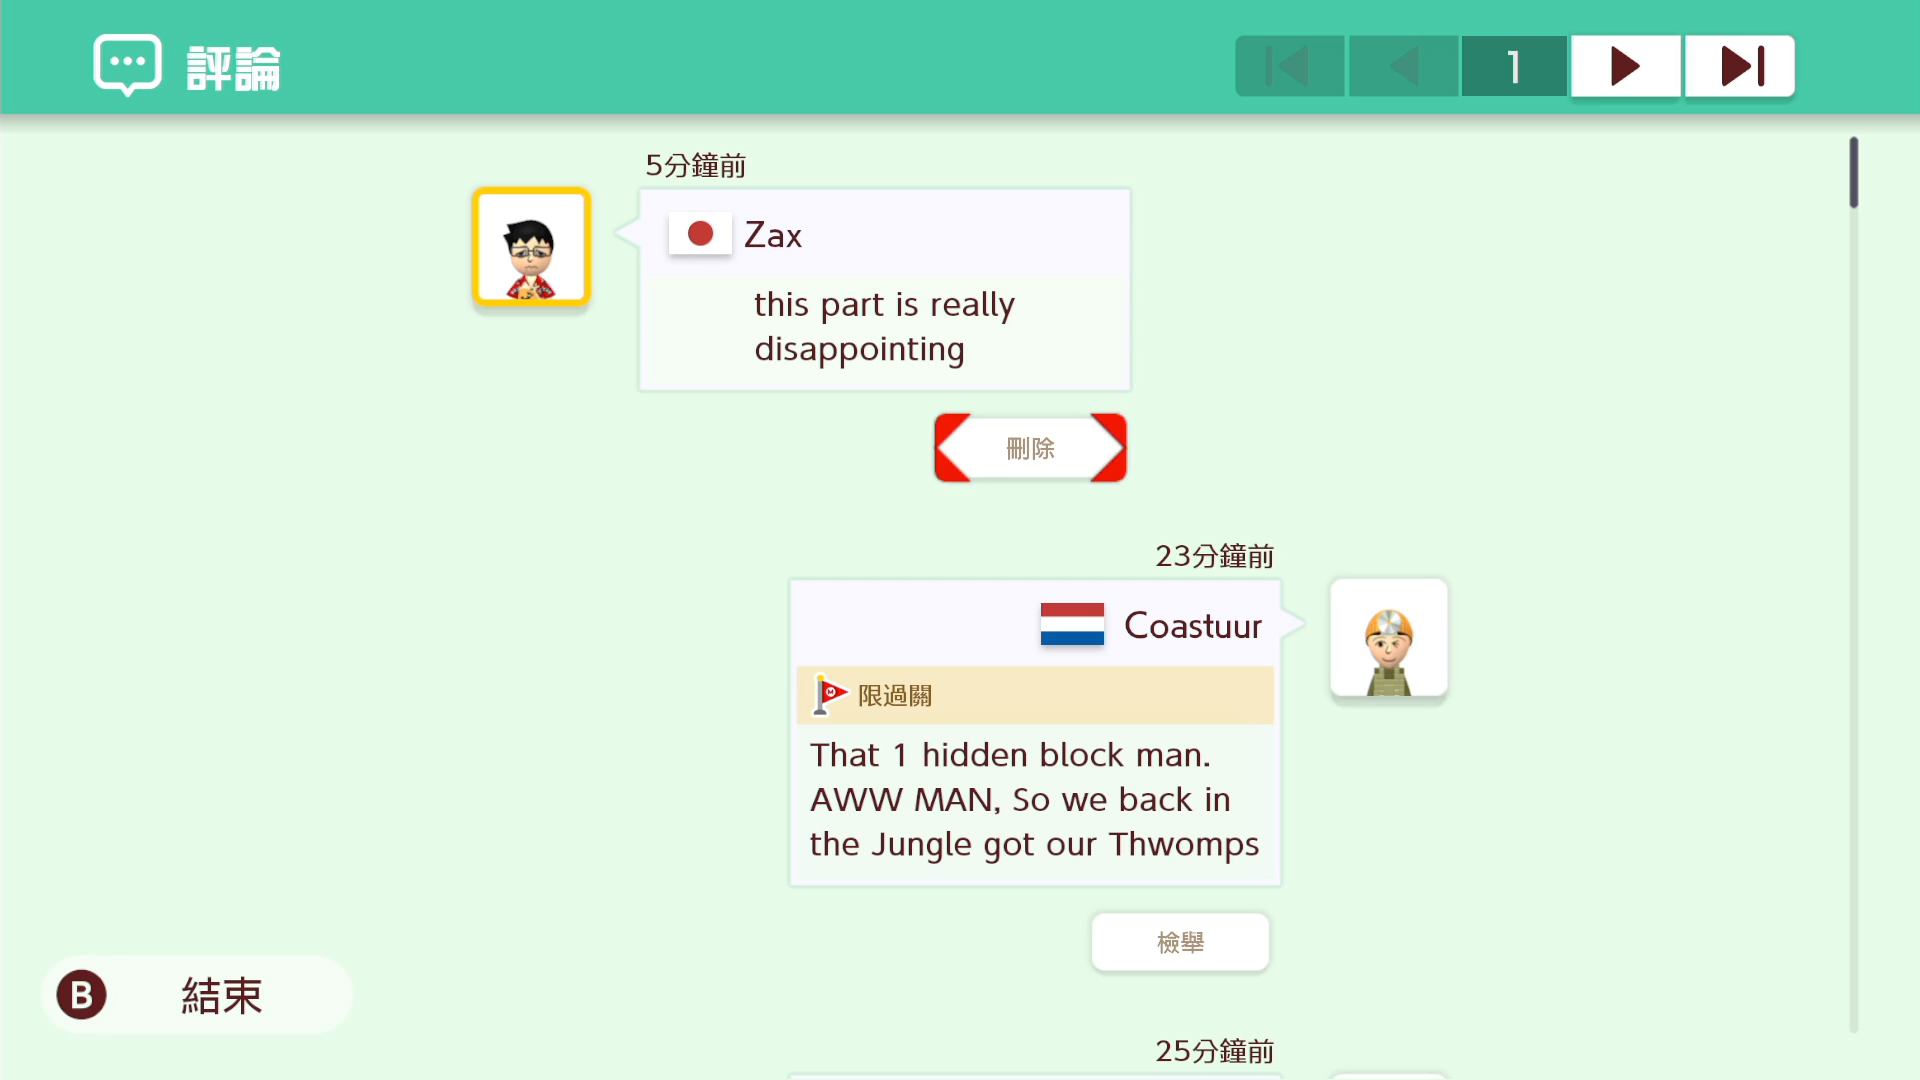 評論
1
5分鐘前
Zax
this part is really
disappointing
刪除
23分鐘前
Coastuur
限過關
That 1 hidden block man.
AWW MAN, So we back in
the Jungle got our Thwomps
檢舉
B 結束
25分鐘前